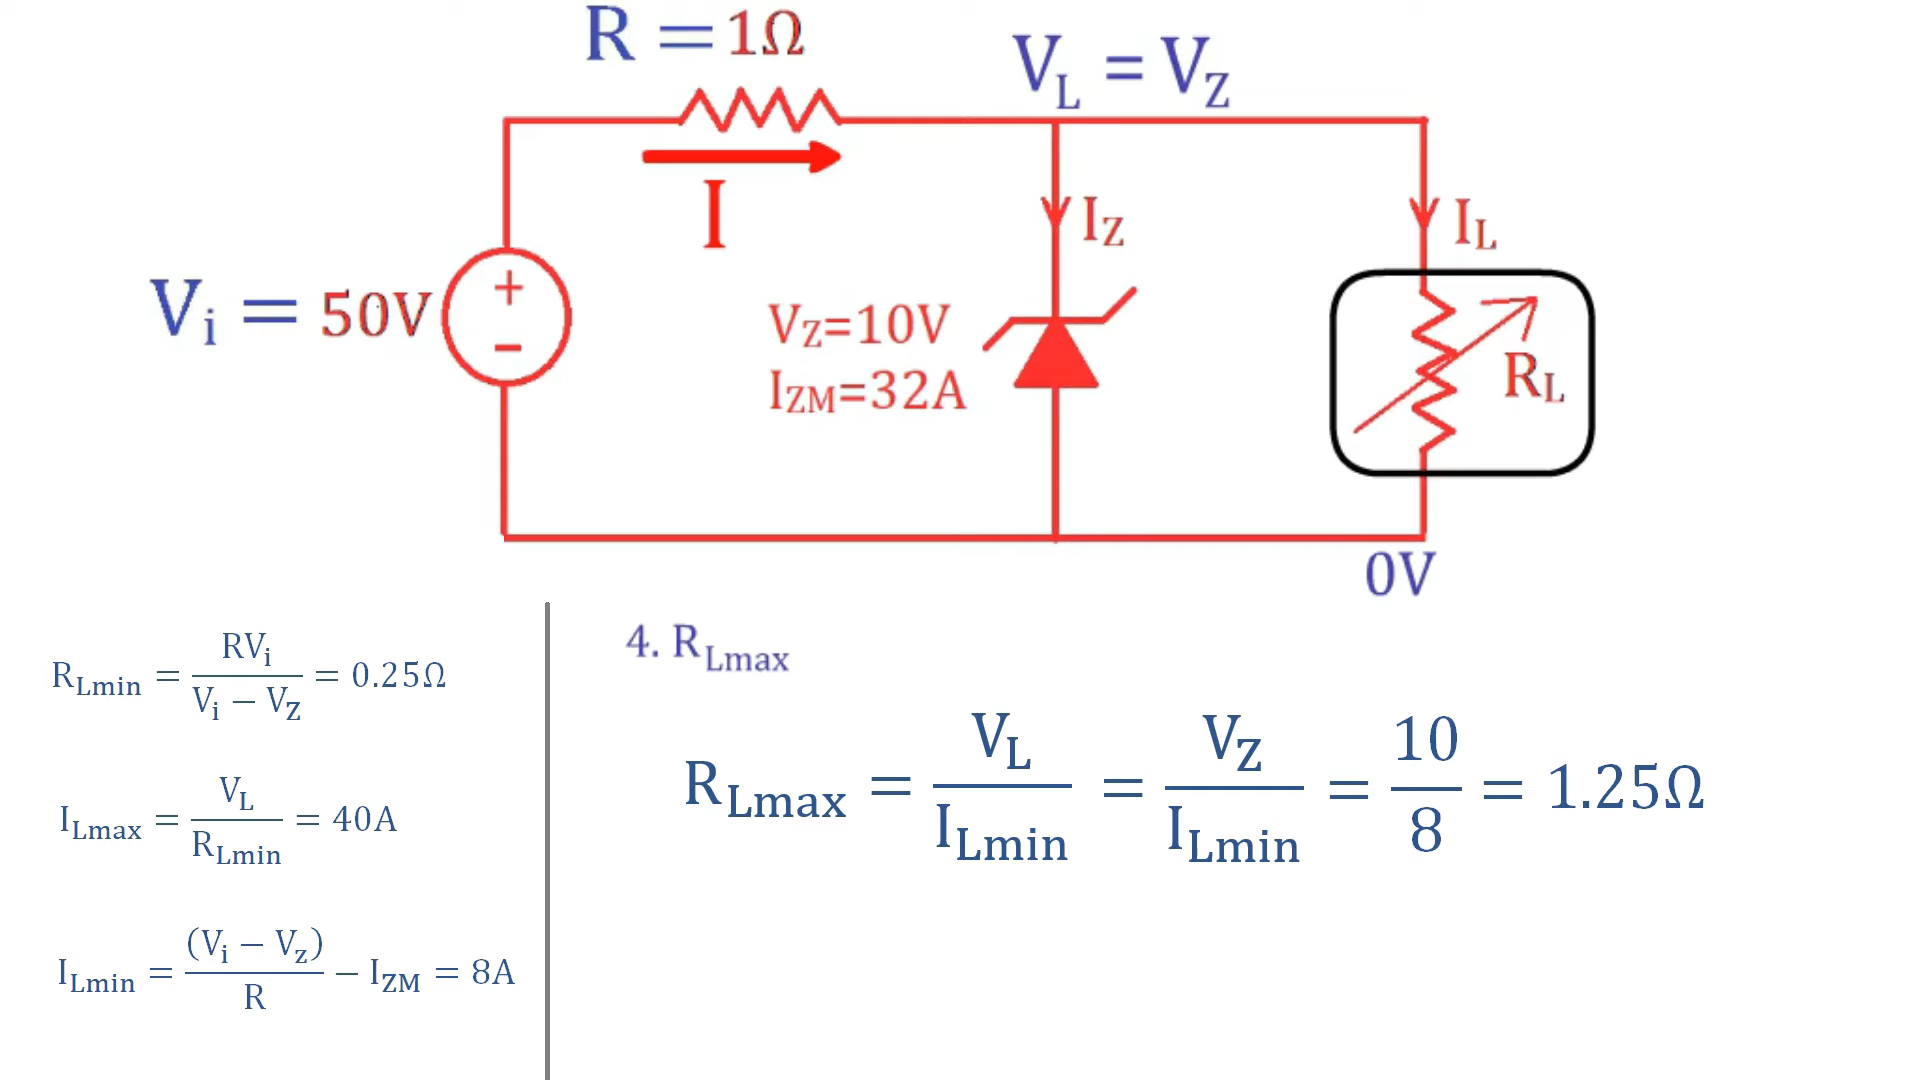 R = 1Ω
V_L = V_Z
I
I_Z
I_L
V_i = 50V
+
-
V_Z=10V
I_ZM=32A
R_L
0V
R_Lmin = RV_i / (V_i − V_Z) = 0.25Ω
I_Lmax = V_L / R_Lmin = 40A
I_Lmin = (V_i − V_z) / R − I_ZM = 8A
4. R_Lmax
R_Lmax = V_L / I_Lmin = V_Z / I_Lmin = 10 / 8 = 1.25Ω